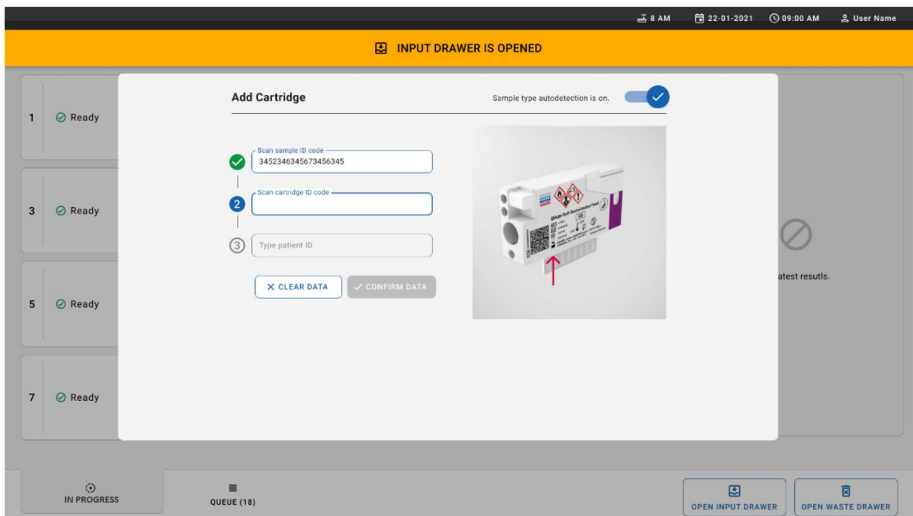 8 AM 22-01-2021 09:00 AM User Name
INPUT DRAWER IS OPENED
Add Cartridge
Sample type autodetection is on.
1 Ready
Scan sample ID code
3452346345673456345
Scan cartridge ID code
2
3 Ready
3 Type patient ID
atest resutls.
CLEAR DATA CONFIRM DATA
5 Ready
7 Ready
IN PROGRESS
QUEUE (18)
OPEN INPUT DRAWER
OPEN WASTE DRAWER